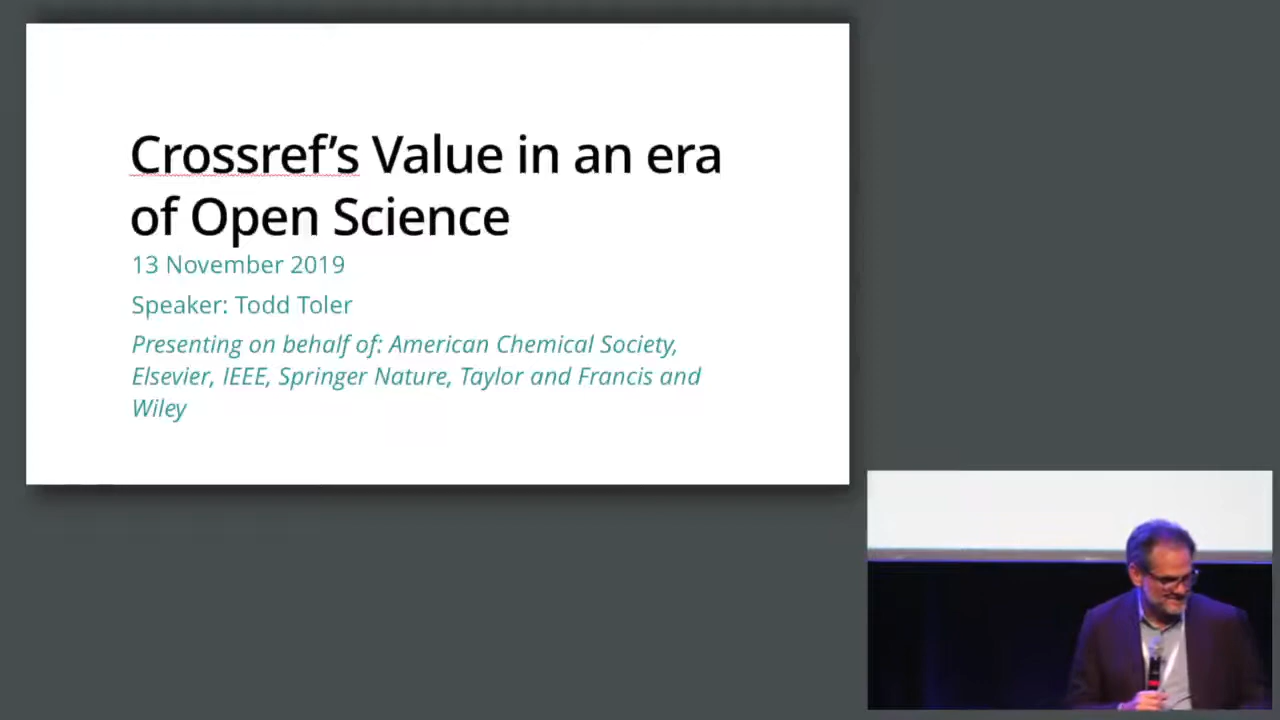 Crossref’s Value in an era
of Open Science
13 November 2019
Speaker: Todd Toler
Presenting on behalf of: American Chemical Society,
Elsevier, IEEE, Springer Nature, Taylor and Francis and
Wiley